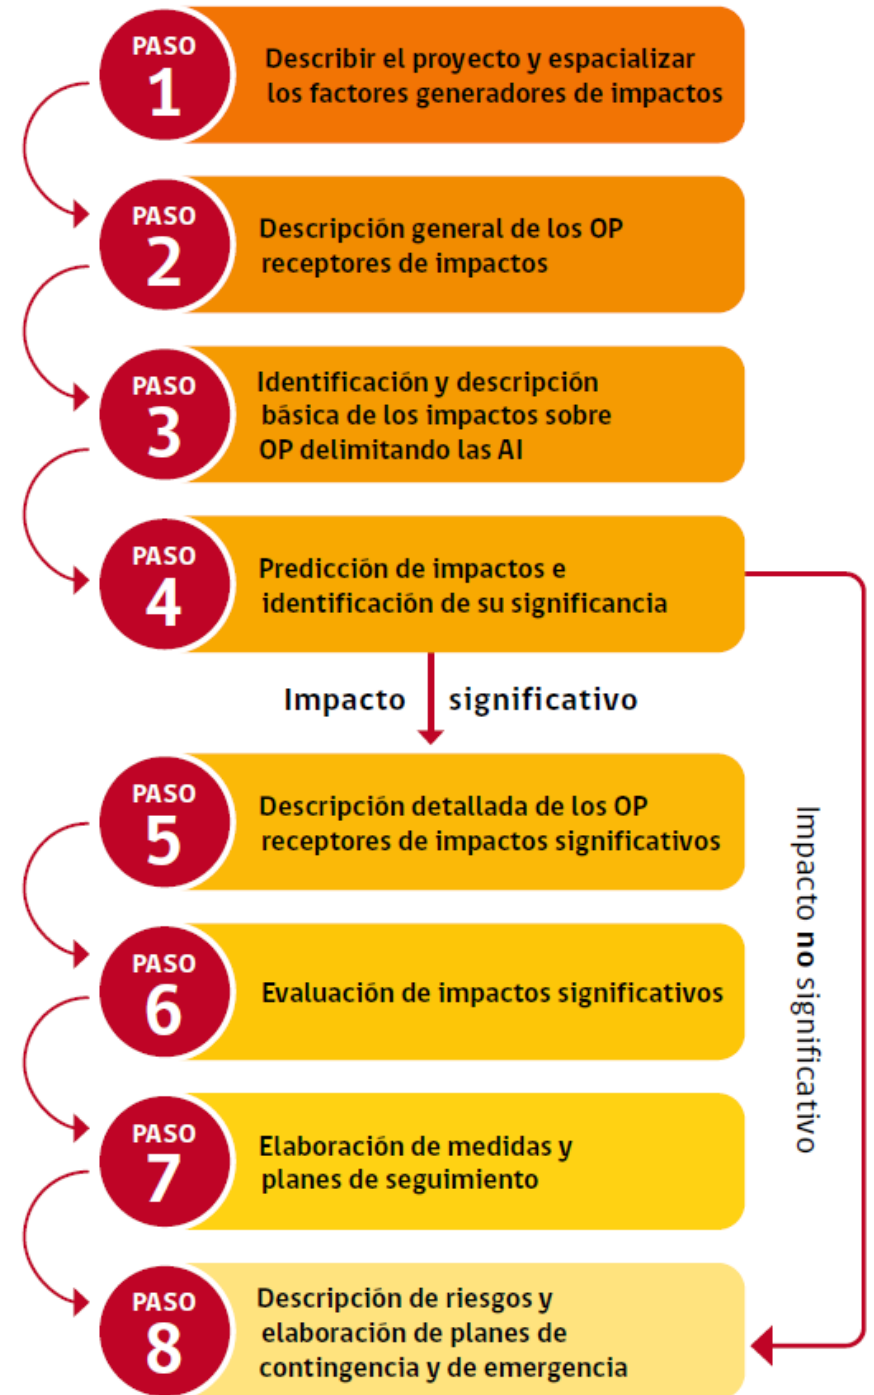 PASO
1
Describir el proyecto y espacializar
los factores generadores de impactos
PASO
2
Descripción general de los OP
receptores de impactos
PASO
3
Identificación y descripción
básica de los impactos sobre
OP delimitando las AI
PASO
4
Predicción de impactos e
identificación de su significancia
Impacto significativo
PASO
5
Descripción detallada de los OP
receptores de impactos significativos
PASO
6
Evaluación de impactos significativos
PASO
7
Elaboración de medidas y
planes de seguimiento
PASO
8
Descripción de riesgos y
elaboración de planes de
contingencia y de emergencia
Impacto no significativo